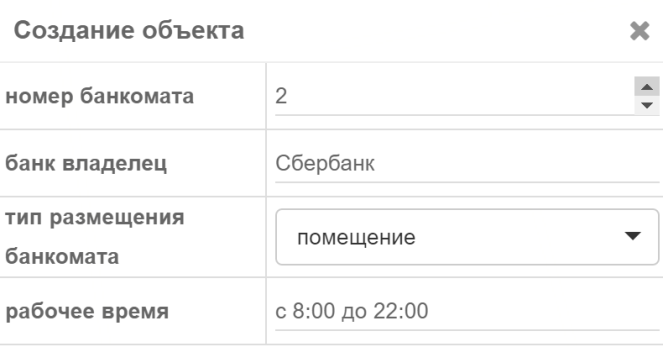 Создание объекта
номер банкомата 2
банк владелец Сбербанк
тип размещения
банкомата помещение
рабочее время с 8:00 до 22:00